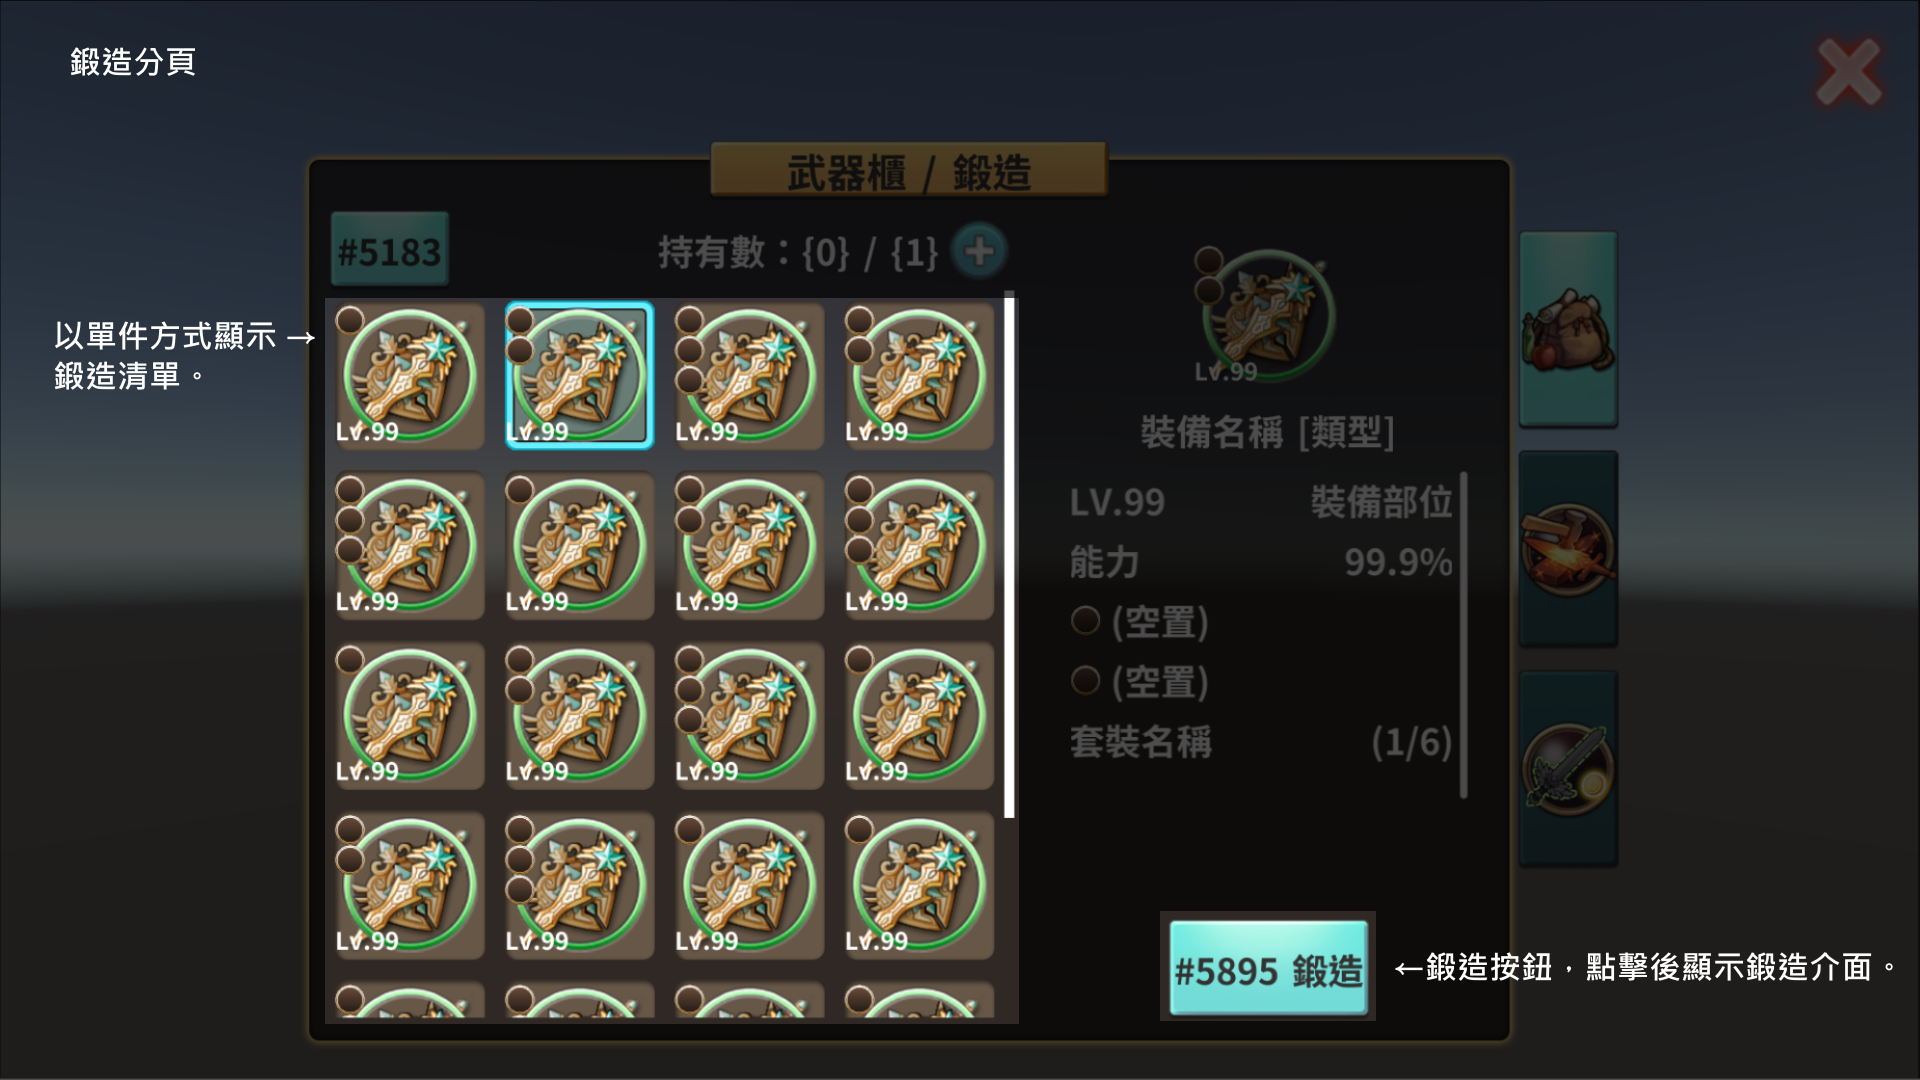 鍛造分頁
武器櫃 / 鍛造
#5183
持有數：{0} / {1}
以單件方式顯示 →
鍛造清單。
Lv.99 Lv.99 Lv.99 Lv.99
Lv.99 Lv.99 Lv.99 Lv.99
Lv.99 Lv.99 Lv.99 Lv.99
Lv.99 Lv.99 Lv.99 Lv.99
Lv.99
裝備名稱 [類型]
LV.99 裝備部位
能力 99.9%
(空置)
(空置)
套裝名稱 (1/6)
#5895 鍛造
←鍛造按鈕，點擊後顯示鍛造介面。